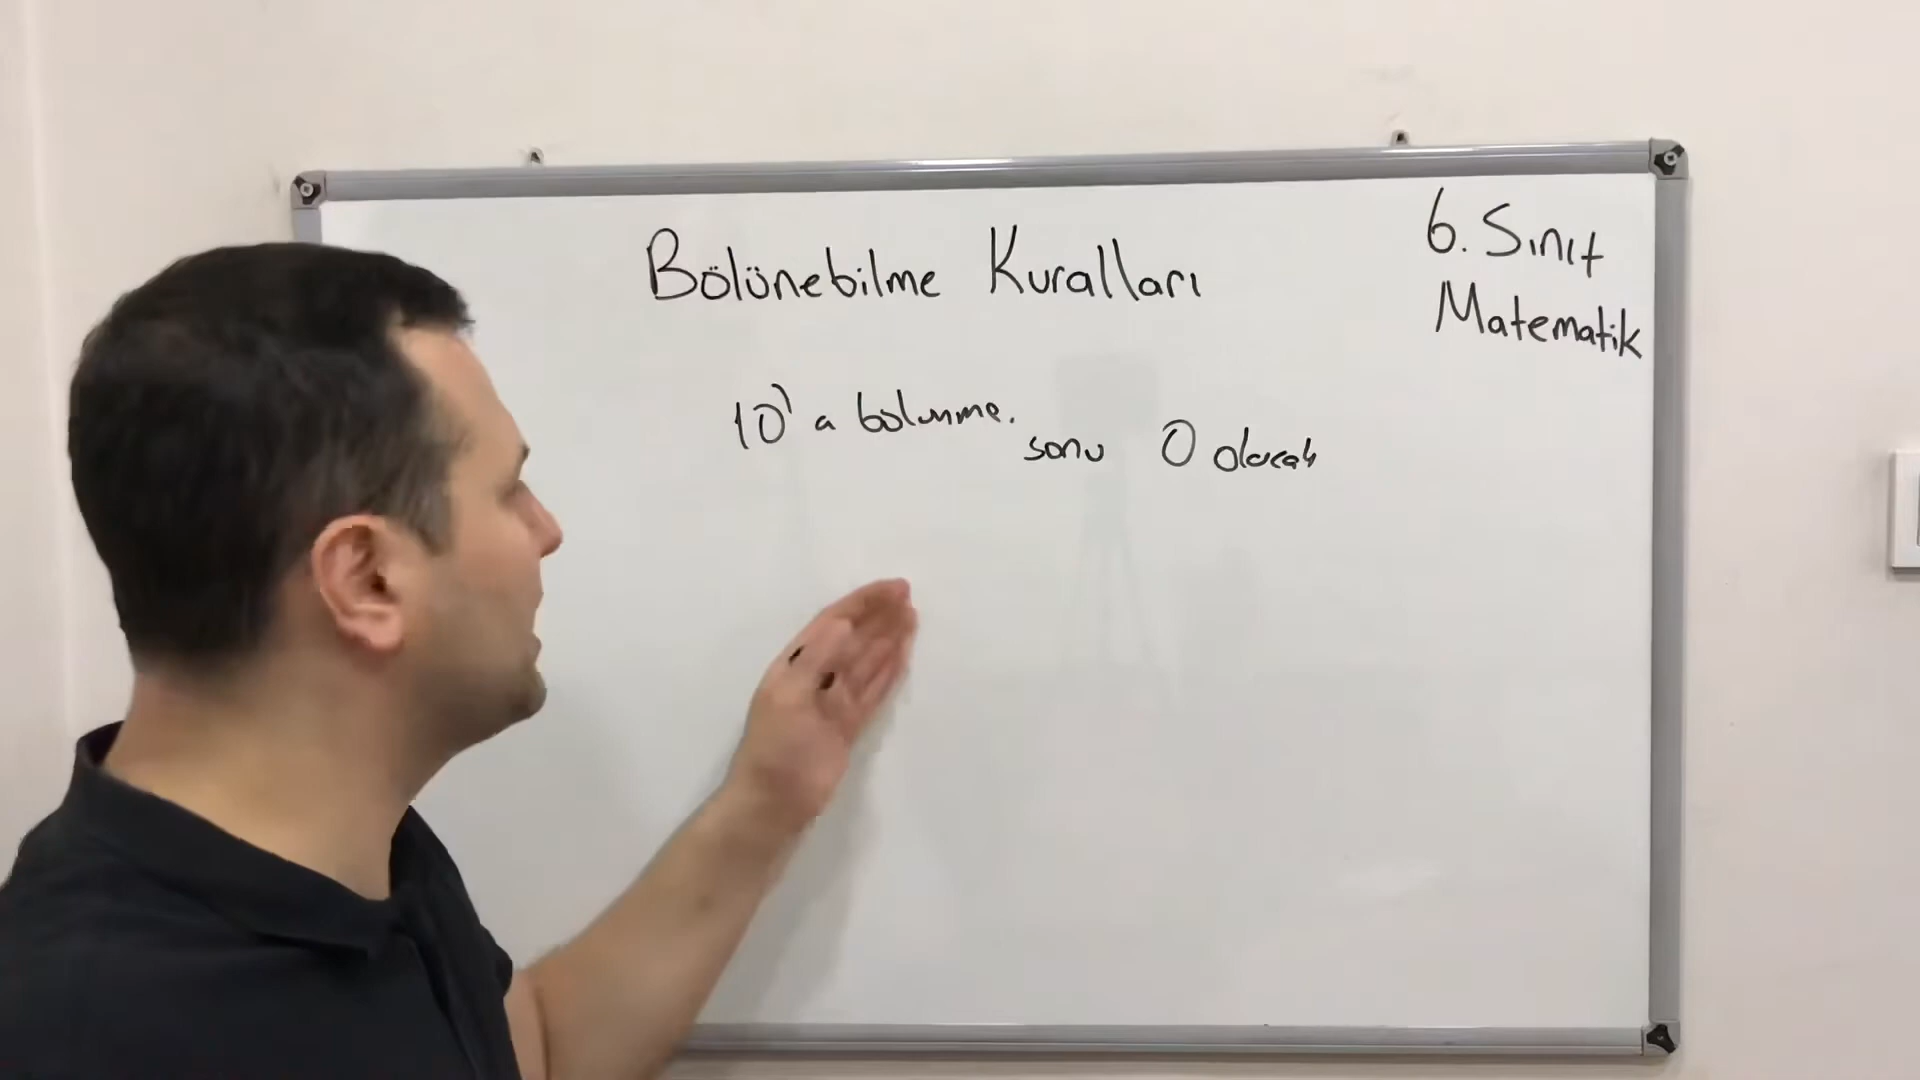 Bölünebilme Kuralları
6. Sınıf
Matematik
10'a bölünme.
sonu 0 olacak